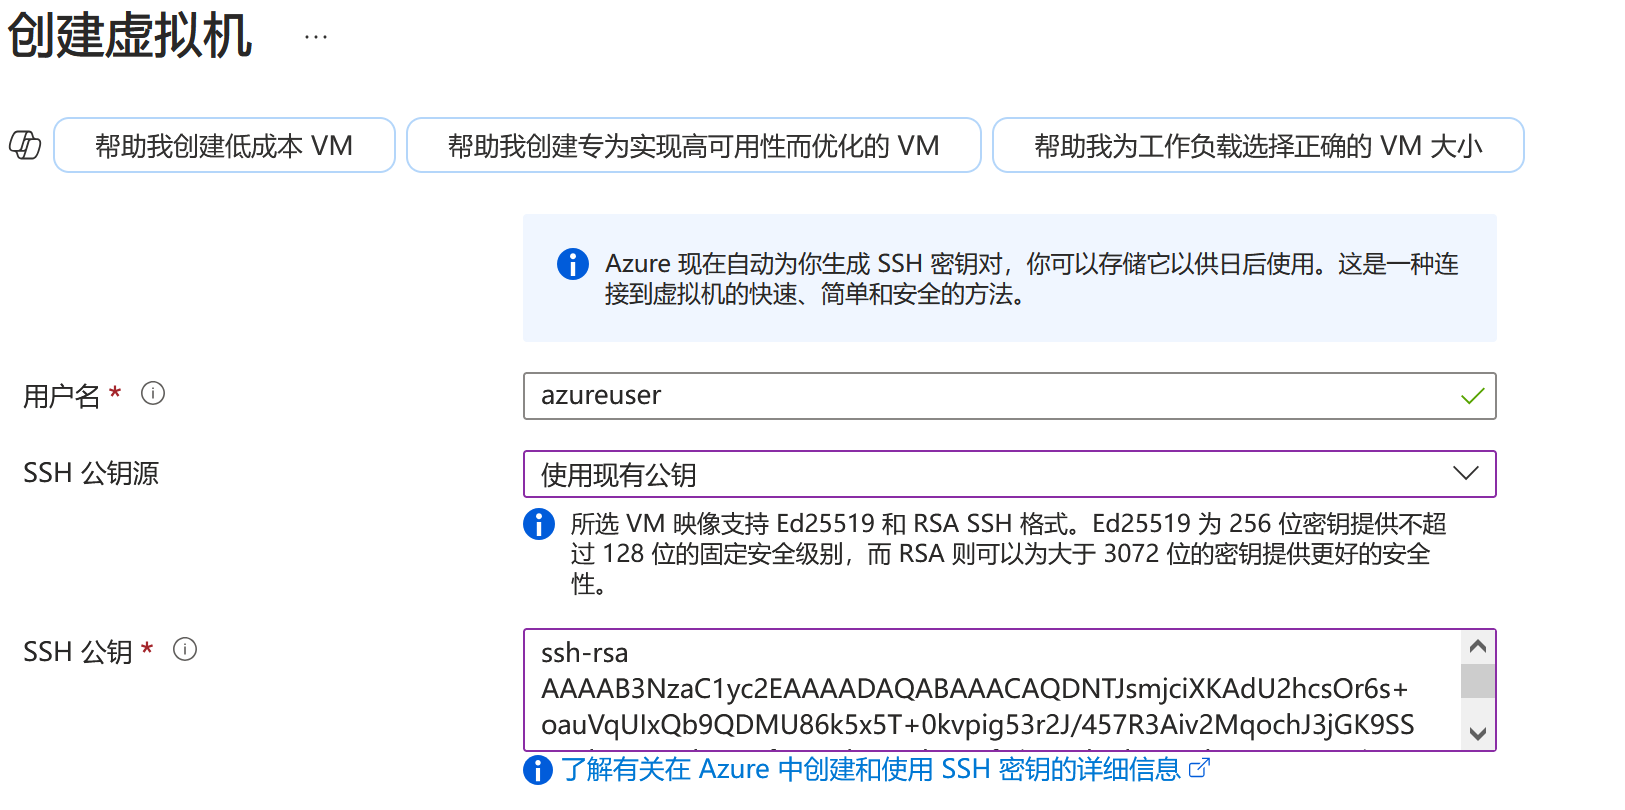 创建虚拟机 ...
帮助我创建低成本 VM
帮助我创建专为实现高可用性而优化的 VM
帮助我为工作负载选择正确的 VM 大小
Azure 现在自动为你生成 SSH 密钥对，你可以存储它以供日后使用。这是一种连
接到虚拟机的快速、简单和安全的方法。
用户名 *
azureuser
SSH 公钥源
使用现有公钥
所选 VM 映像支持 Ed25519 和 RSA SSH 格式。Ed25519 为 256 位密钥提供不超
过 128 位的固定安全级别，而 RSA 则可以为大于 3072 位的密钥提供更好的安全
性。
SSH 公钥 *
ssh-rsa
AAAAB3NzaC1yc2EAAAADAQABAAACAQDNTJsmjciXKAdU2hcsOr6s+
oauVqUIxQb9QDMU86k5x5T+0kvpig53r2J/457R3Aiv2MqochJ3jGK9SS
了解有关在 Azure 中创建和使用 SSH 密钥的详细信息